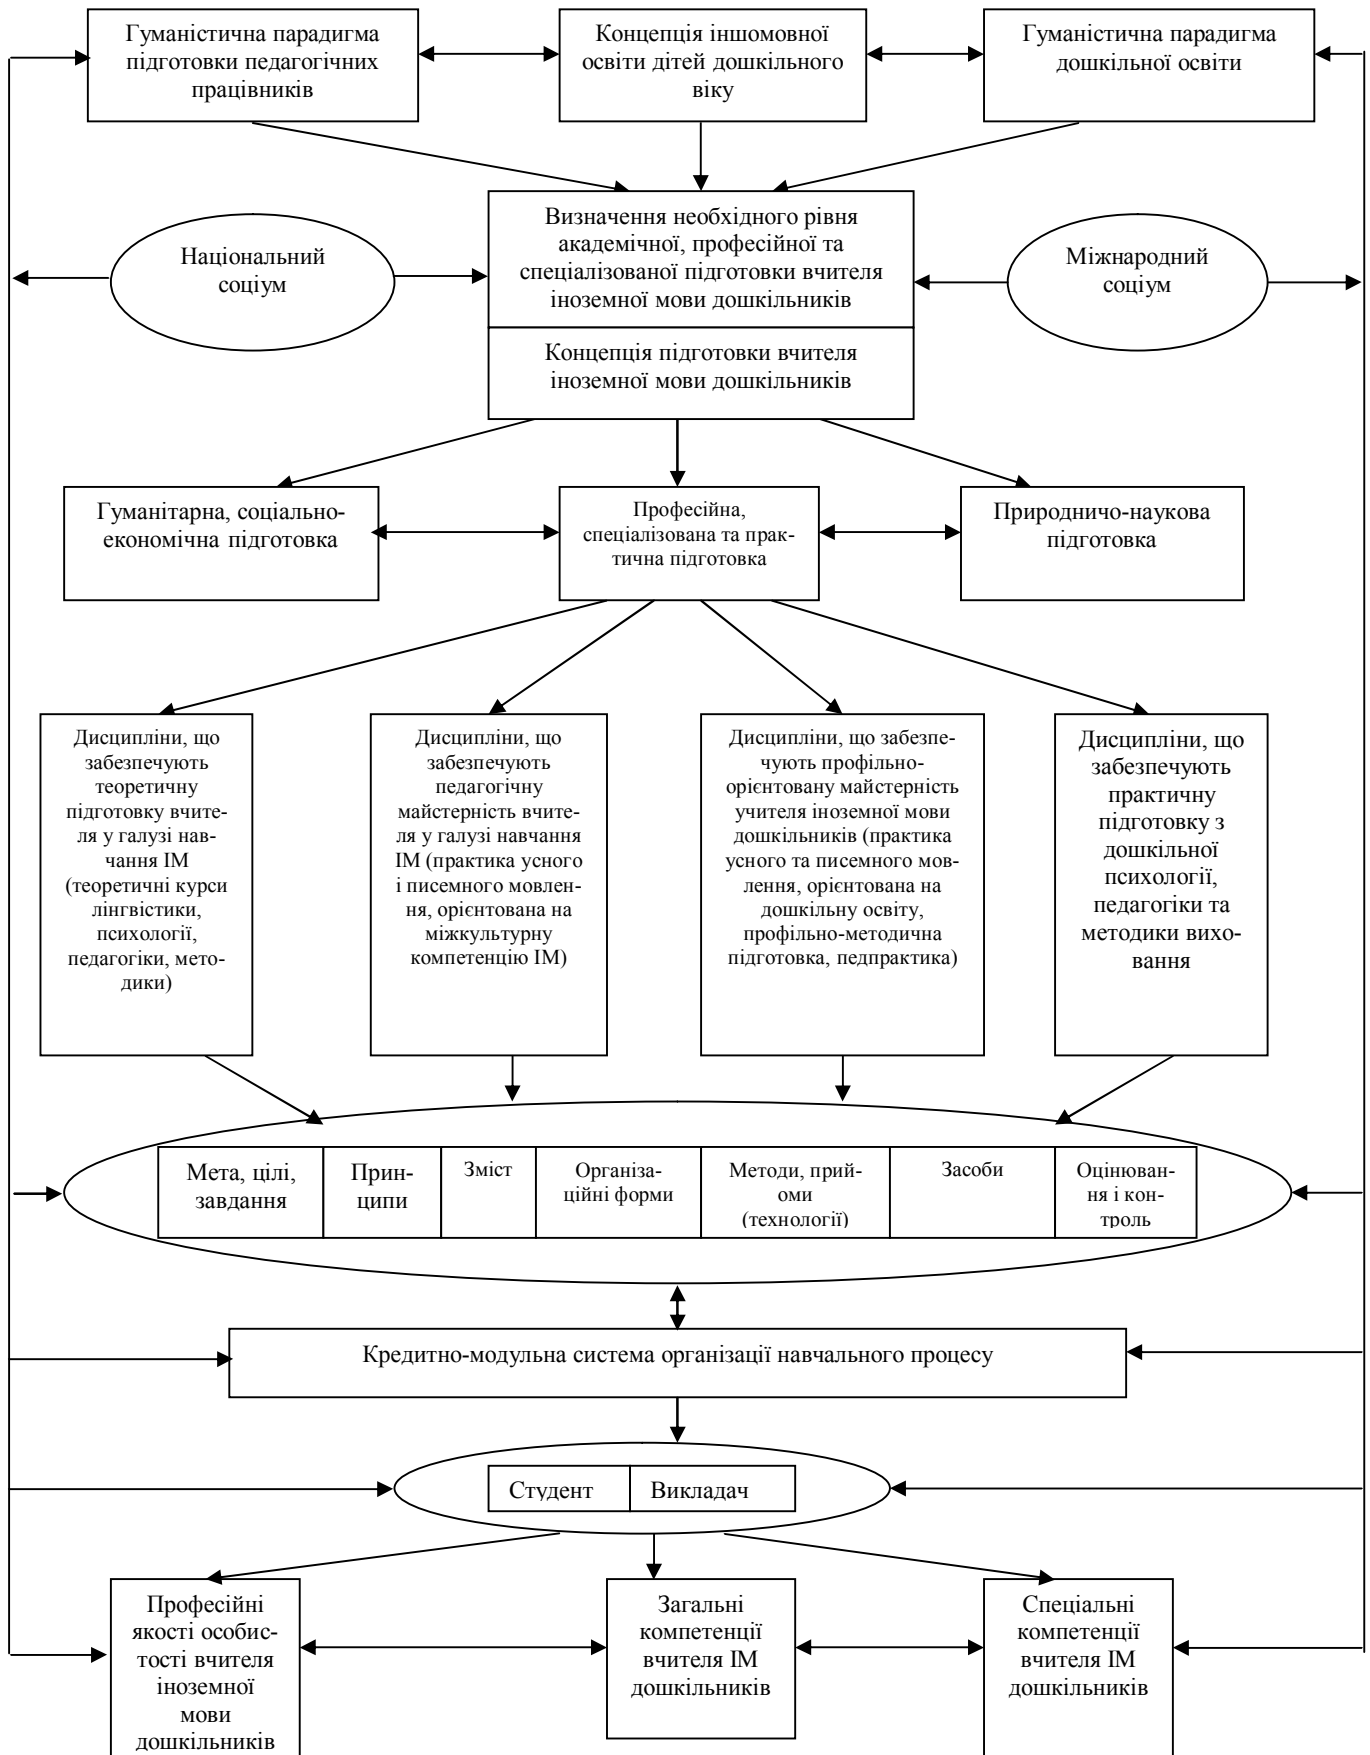 Гуманістична парадигма
підготовки педагогічних
працівників
Концепція іншомовної
освіти дітей дошкільного
віку
Гуманістична парадигма
дошкільної освіти
Національний
соціум
Визначення необхідного рівня
академічної, професійної та
спеціалізованої підготовки вчителя
іноземної мови дошкільників
Міжнародний
соціум
Концепція підготовки вчителя
іноземної мови дошкільників
Гуманітарна, соціально-
економічна підготовка
Професійна,
спеціалізована та прак-
тична підготовка
Природничо-наукова
підготовка
Дисципліни, що
забезпечують
теоретичну
підготовку вчите-
ля у галузі нав-
чання ІМ
(теоретичні курси
лінгвістики,
психології,
педагогіки, мето-
дики)
Дисципліни, що
забезпечують
педагогічну
майстерність вчите-
ля у галузі навчання
ІМ (практика усного
і писемного мовлен-
ня, орієнтована на
міжкультурну
компетенцію ІМ)
Дисципліни, що забезпе-
чують профільно-
орієнтовану майстерність
учителя іноземної мови
дошкільників (практика
усного та писемного мов-
лення, орієнтована на
дошкільну освіту,
профільно-методична
підготовка, педпрактика)
Дисципліни, що
забезпечують
практичну
підготовку з
дошкільної
психології,
педагогіки та
методики вихо-
вання
Мета, цілі,
завдання
Прин-
ципи
Зміст
Організа-
ційні форми
Методи, прий-
оми
(технології)
Засоби
Оцінюван-
ня і кон-
троль
Кредитно-модульна система організації навчального процесу
Студент
Викладач
Професійні
якості особис-
тості вчителя
іноземної
мови
дошкільників
Загальні
компетенції
вчителя ІМ
дошкільників
Спеціальні
компетенції
вчителя ІМ
дошкільників